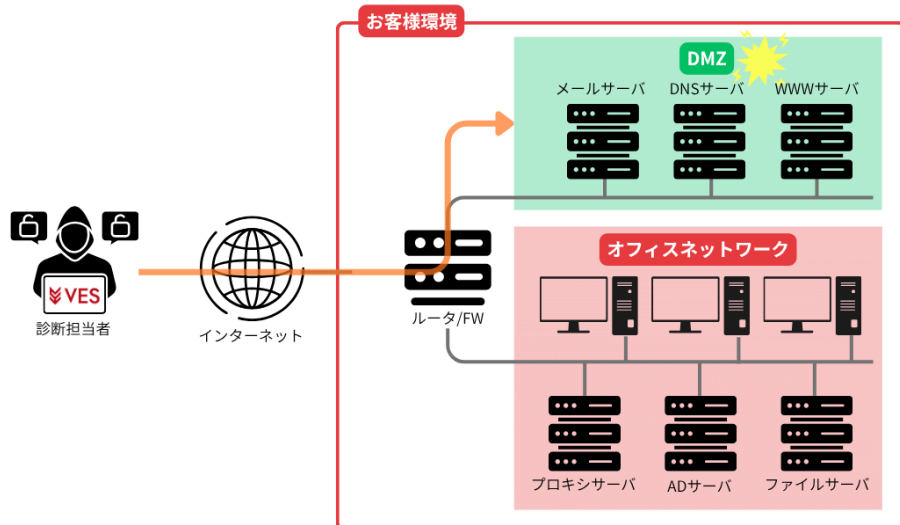 お客様環境
DMZ
メールサーバ
DNSサーバ
WWWサーバ
オフィスネットワーク
VES
診断担当者
インターネット
ルータ/FW
プロキシサーバ
ADサーバ
ファイルサーバ